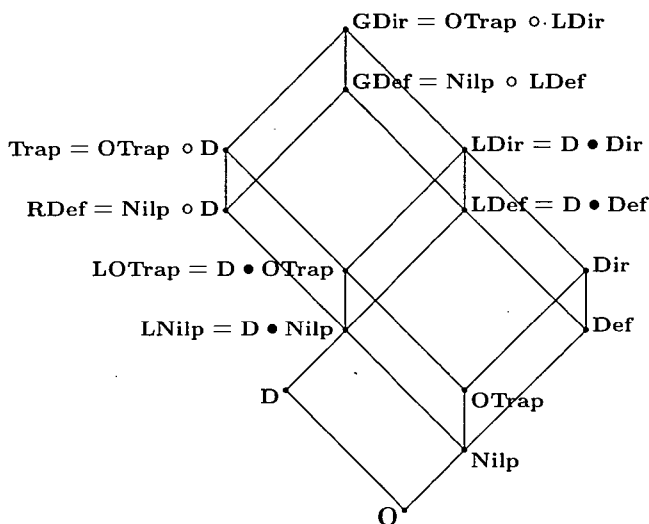 GDir = OTrap ∘ LDir
GDef = Nilp ∘ LDef
Trap = OTrap ∘ D
LDir = D • Dir
RDef = Nilp ∘ D
LDef = D • Def
LOTrap = D • OTrap
Dir
LNilp = D • Nilp
Def
D
OTrap
Nilp
O